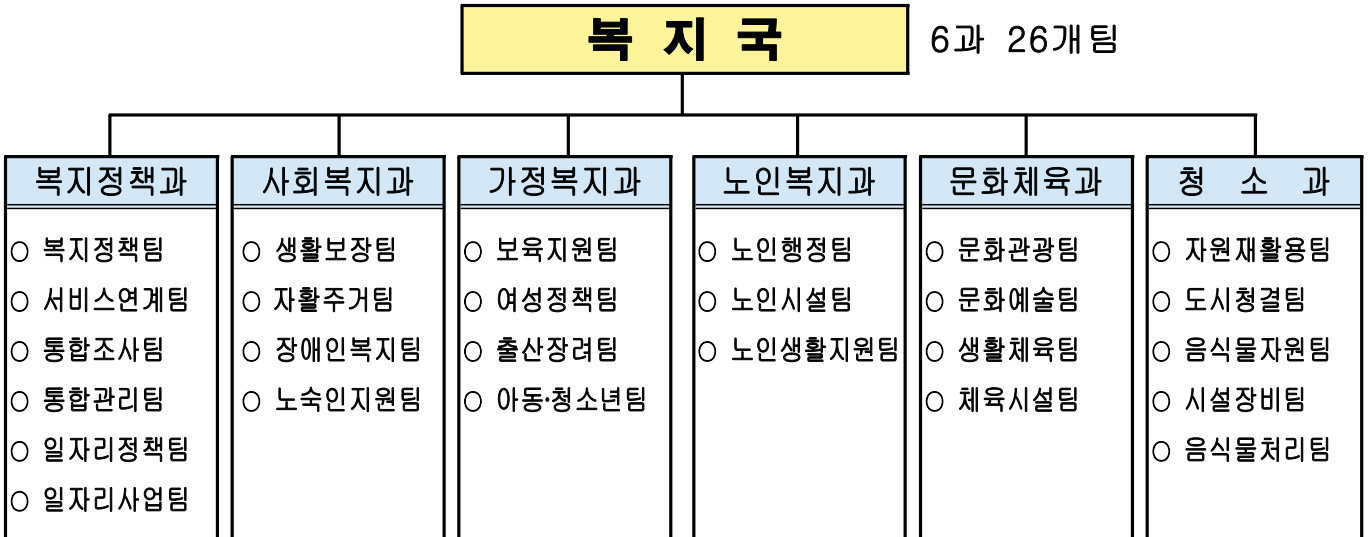 복 지 국
6과 26개팀
복지정책과
○ 복지정책팀
○ 서비스연계팀
○ 통합조사팀
○ 통합관리팀
○ 일자리정책팀
○ 일자리사업팀
사회복지과
○ 생활보장팀
○ 자활주거팀
○ 장애인복지팀
○ 노숙인지원팀
가정복지과
○ 보육지원팀
○ 여성정책팀
○ 출산장려팀
○ 아동·청소년팀
노인복지과
○ 노인행정팀
○ 노인시설팀
○ 노인생활지원팀
문화체육과
○ 문화관광팀
○ 문화예술팀
○ 생활체육팀
○ 체육시설팀
청 소 과
○ 자원재활용팀
○ 도시청결팀
○ 음식물자원팀
○ 시설장비팀
○ 음식물처리팀